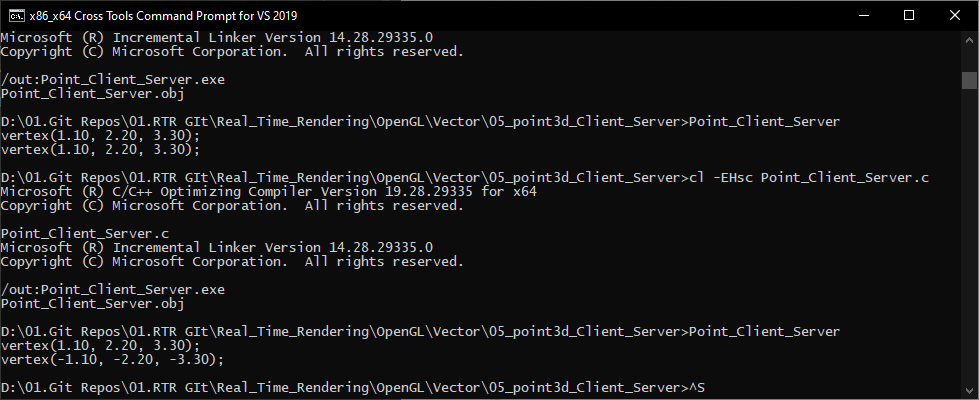 x86_x64 Cross Tools Command Prompt for VS 2019
Microsoft (R) Incremental Linker Version 14.28.29335.0
Copyright (C) Microsoft Corporation.  All rights reserved.
/out:Point_Client_Server.exe
Point_Client_Server.obj
D:\01.Git Repos\01.RTR GIt\Real_Time_Rendering\OpenGL\Vector\05_point3d_Client_Server>Point_Client_Server
vertex(1.10, 2.20, 3.30);
vertex(1.10, 2.20, 3.30);
D:\01.Git Repos\01.RTR GIt\Real_Time_Rendering\OpenGL\Vector\05_point3d_Client_Server>cl -EHsc Point_Client_Server.c
Microsoft (R) C/C++ Optimizing Compiler Version 19.28.29335 for x64
Copyright (C) Microsoft Corporation.  All rights reserved.
Point_Client_Server.c
Microsoft (R) Incremental Linker Version 14.28.29335.0
Copyright (C) Microsoft Corporation.  All rights reserved.
/out:Point_Client_Server.exe
Point_Client_Server.obj
D:\01.Git Repos\01.RTR GIt\Real_Time_Rendering\OpenGL\Vector\05_point3d_Client_Server>Point_Client_Server
vertex(1.10, 2.20, 3.30);
vertex(-1.10, -2.20, -3.30);
D:\01.Git Repos\01.RTR GIt\Real_Time_Rendering\OpenGL\Vector\05_point3d_Client_Server>^S